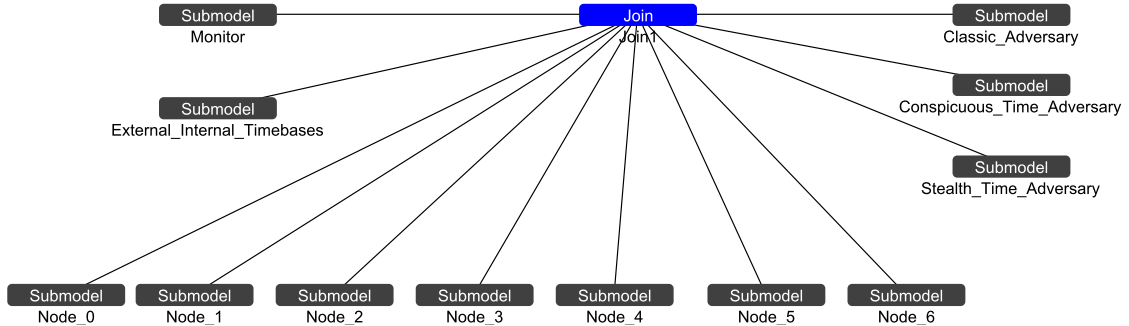 Submodel
Monitor
Join
Join1
Submodel
Classic_Adversary
Submodel
External_Internal_Timebases
Submodel
Conspicuous_Time_Adversary
Submodel
Stealth_Time_Adversary
Submodel
Node_0
Submodel
Node_1
Submodel
Node_2
Submodel
Node_3
Submodel
Node_4
Submodel
Node_5
Submodel
Node_6